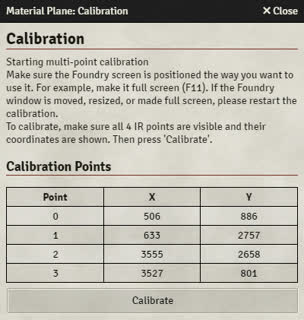 Material Plane: Calibration ✕ Close
Calibration
Starting multi-point calibration
Make sure the Foundry screen is positioned the way you want to
use it. For example, make it full screen (F11). If the Foundry
window is moved, resized, or made full screen, please restart the
calibration.
To calibrate, make sure all 4 IR points are visible and their
coordinates are shown. Then press 'Calibrate'.
Calibration Points
Point X Y
0 506 886
1 633 2757
2 3555 2658
3 3527 801
Calibrate